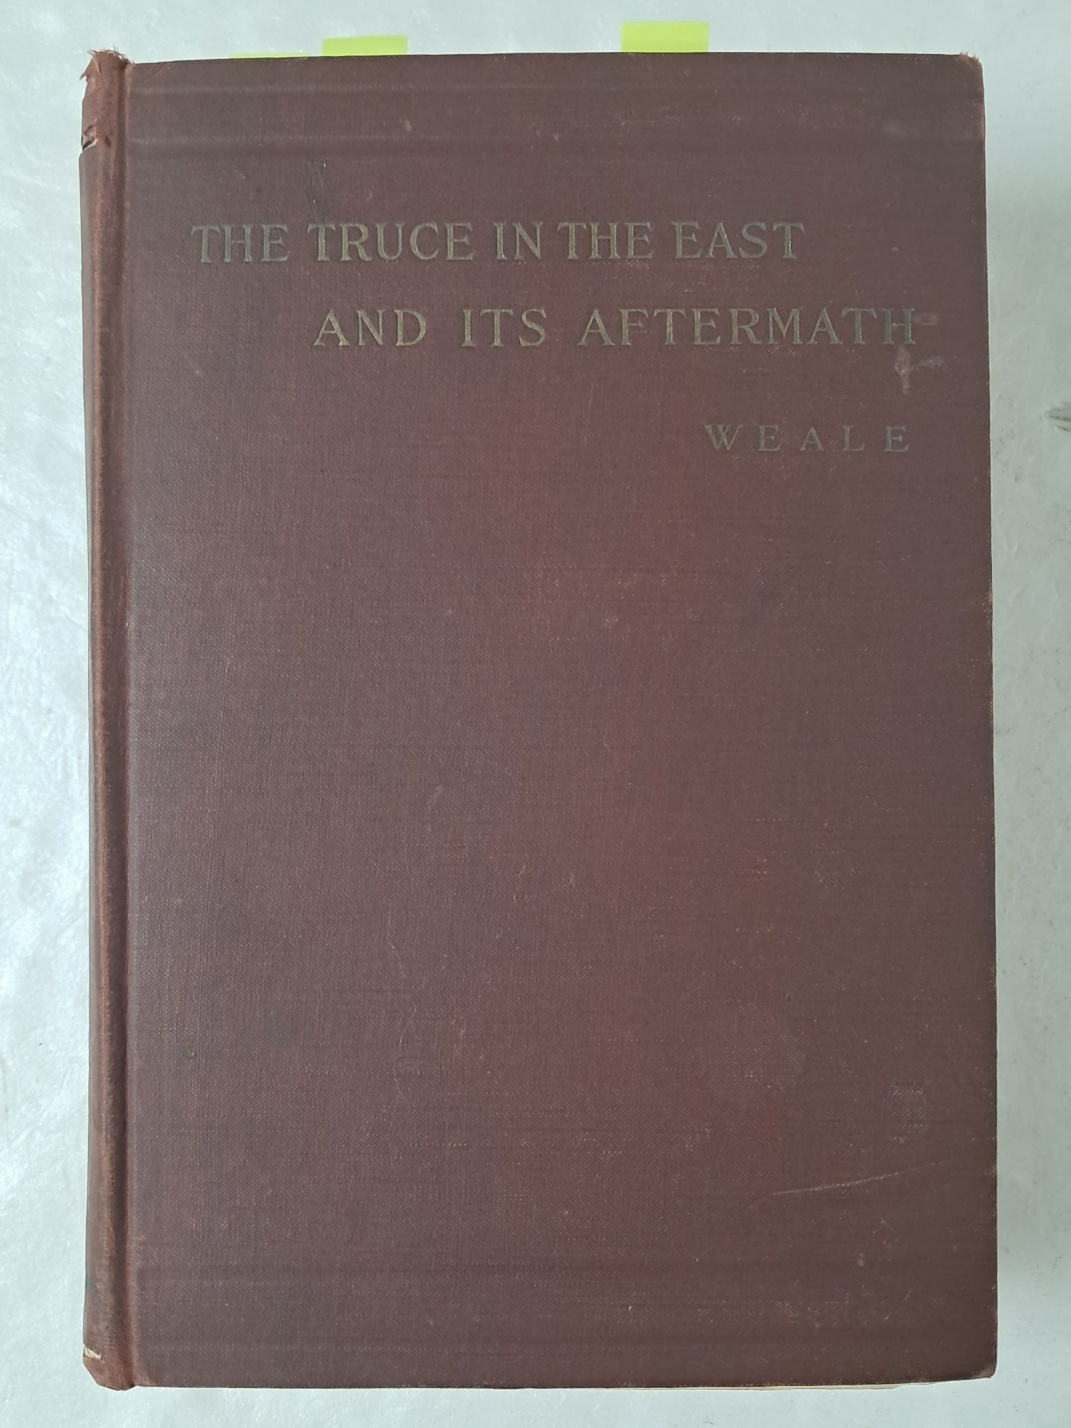 THE TRUCE IN THE EAST
AND ITS AFTERMATH
WEALE